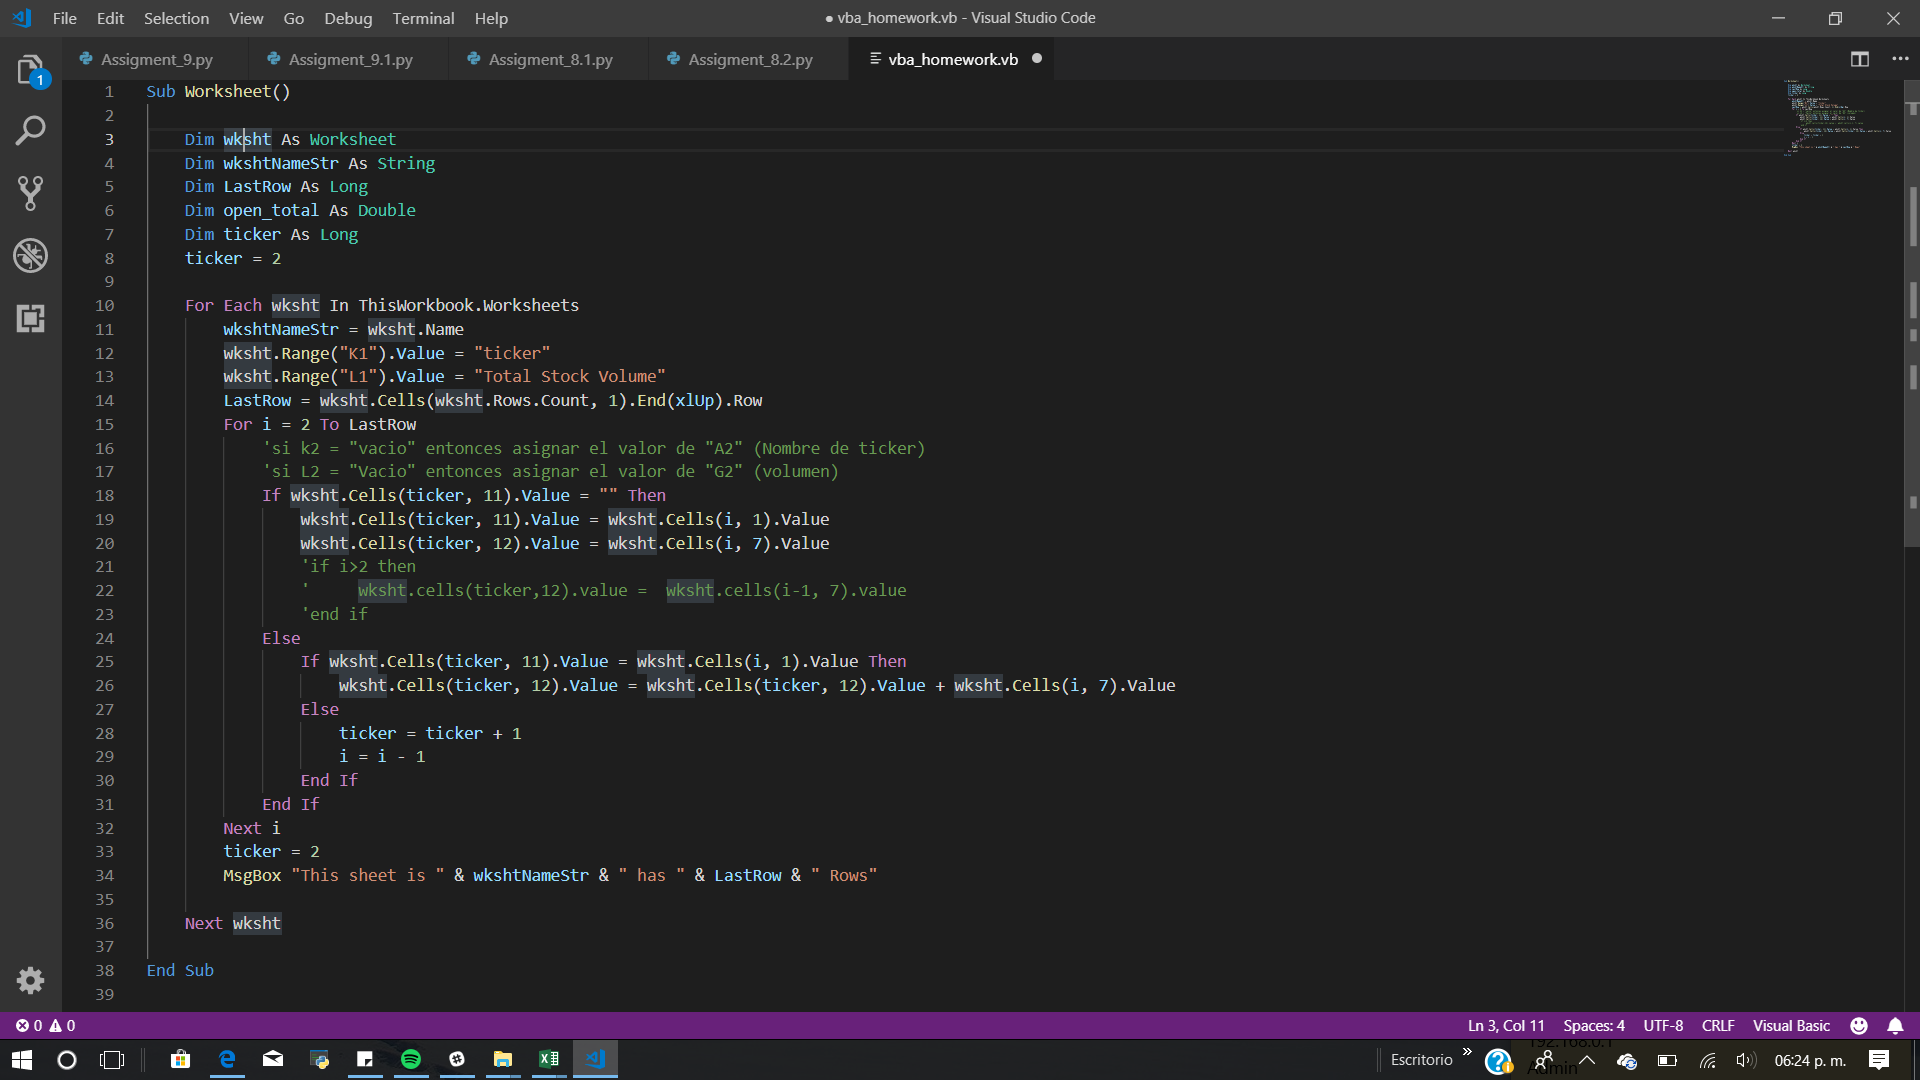 File Edit Selection View Go Debug Terminal Help
● vba_homework.vb - Visual Studio Code
Assigment_9.py Assigment_9.1.py Assigment_8.1.py Assigment_8.2.py vba_homework.vb
1
1 Sub Worksheet()
2
3 Dim wksht As Worksheet
4 Dim wkshtNameStr As String
5 Dim LastRow As Long
6 Dim open_total As Double
7 Dim ticker As Long
8 ticker = 2
9
10 For Each wksht In ThisWorkbook.Worksheets
11 wkshtNameStr = wksht.Name
12 wksht.Range("K1").Value = "ticker"
13 wksht.Range("L1").Value = "Total Stock Volume"
14 LastRow = wksht.Cells(wksht.Rows.Count, 1).End(xlUp).Row
15 For i = 2 To LastRow
16 'si k2 = "vacio" entonces asignar el valor de "A2" (Nombre de ticker)
17 'si L2 = "Vacio" entonces asignar el valor de "G2" (volumen)
18 If wksht.Cells(ticker, 11).Value = "" Then
19 wksht.Cells(ticker, 11).Value = wksht.Cells(i, 1).Value
20 wksht.Cells(ticker, 12).Value = wksht.Cells(i, 7).Value
21 'if i>2 then
22 ' wksht.cells(ticker,12).value = wksht.cells(i-1, 7).value
23 'end if
24 Else
25 If wksht.Cells(ticker, 11).Value = wksht.Cells(i, 1).Value Then
26 wksht.Cells(ticker, 12).Value = wksht.Cells(ticker, 12).Value + wksht.Cells(i, 7).Value
27 Else
28 ticker = ticker + 1
29 i = i - 1
30 End If
31 End If
32 Next i
33 ticker = 2
34 MsgBox "This sheet is " & wkshtNameStr & " has " & LastRow & " Rows"
35
36 Next wksht
37
38 End Sub
39
0 0 Ln 3, Col 11 Spaces: 4 UTF-8 CRLF Visual Basic
Escritorio » 06:24 p. m.
192.168.0.1
Admin